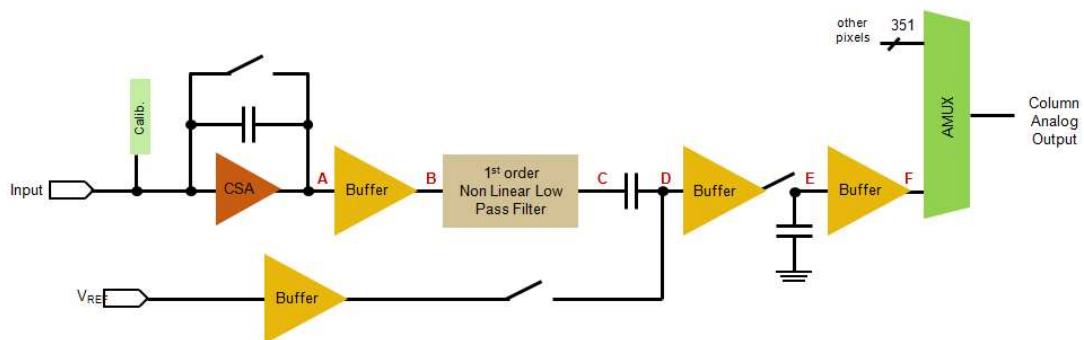 other
pixels
351
Calib.
Input
CSA
A
Buffer
B
1st order
Non Linear Low
Pass Filter
C
D
Buffer
E
Buffer
F
AMUX
Column
Analog
Output
VREF
Buffer